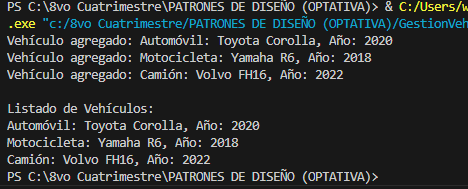 PS C:\8vo Cuatrimestre\PATRONES DE DISEÑO (OPTATIVA)> & C:/Users/w
.exe "c:/8vo Cuatrimestre/PATRONES DE DISEÑO (OPTATIVA)/GestionVeh
Vehículo agregado: Automóvil: Toyota Corolla, Año: 2020
Vehículo agregado: Motocicleta: Yamaha R6, Año: 2018
Vehículo agregado: Camión: Volvo FH16, Año: 2022
Listado de Vehículos:
Automóvil: Toyota Corolla, Año: 2020
Motocicleta: Yamaha R6, Año: 2018
Camión: Volvo FH16, Año: 2022
PS C:\8vo Cuatrimestre\PATRONES DE DISEÑO (OPTATIVA)>